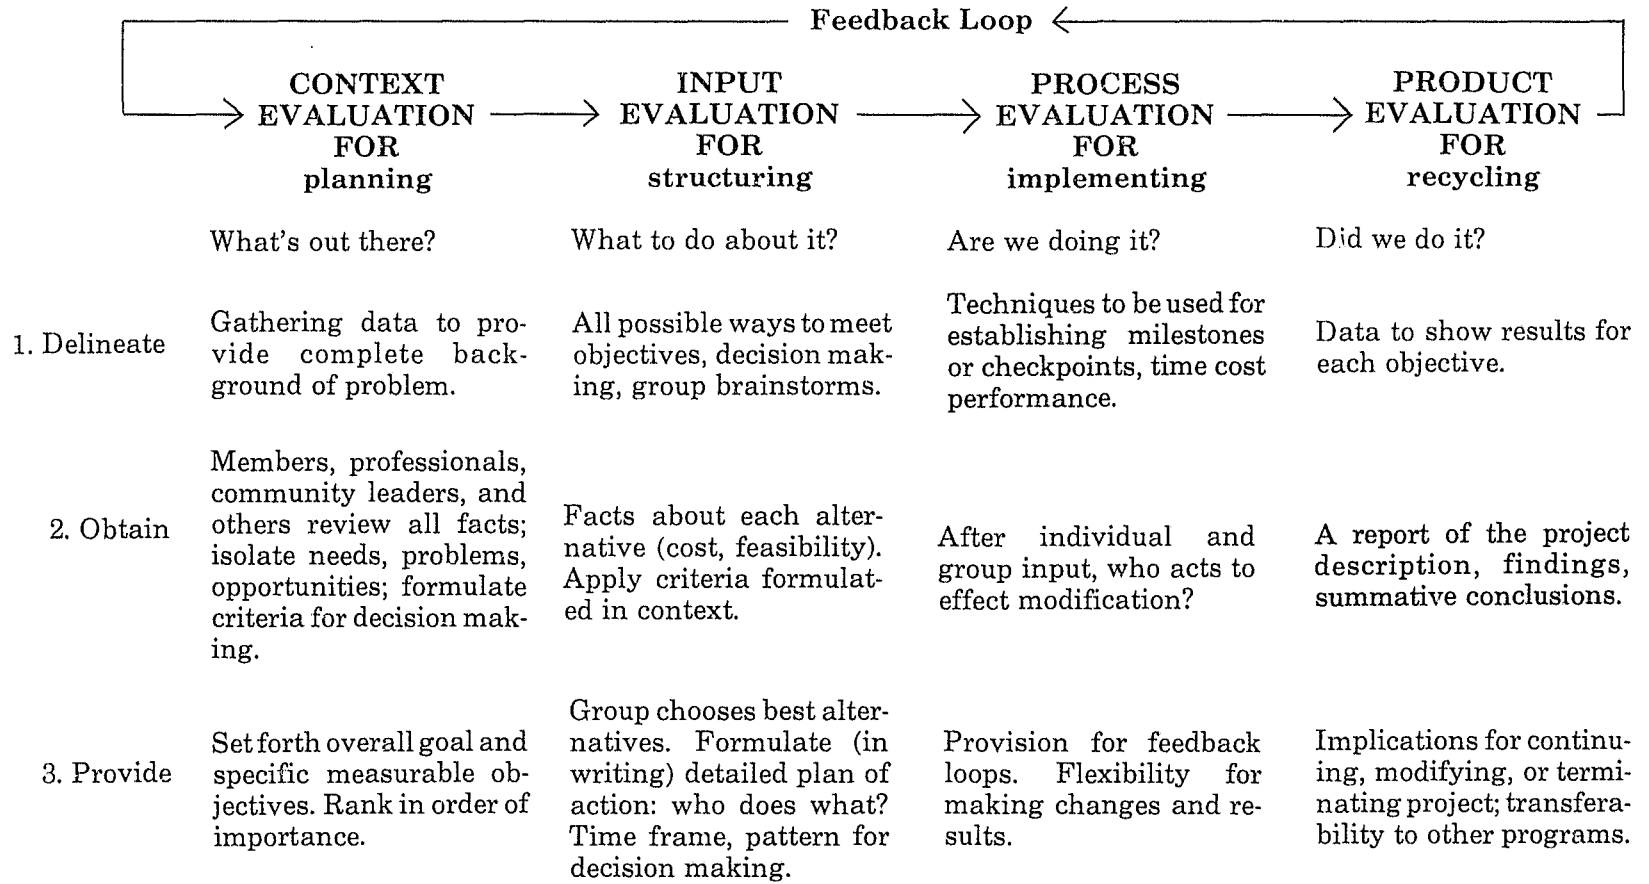 Feedback Loop
CONTEXT
EVALUATION
FOR
planning
INPUT
EVALUATION
FOR
structuring
PROCESS
EVALUATION
FOR
implementing
PRODUCT
EVALUATION
FOR
recycling
What's out there?
What to do about it?
Are we doing it?
Did we do it?
1. Delineate
Gathering data to pro-
vide complete back-
ground of problem.
All possible ways to meet
objectives, decision mak-
ing, group brainstorms.
Techniques to be used for
establishing milestones
or checkpoints, time cost
performance.
Data to show results for
each objective.
2. Obtain
Members, professionals,
community leaders, and
others review all facts;
isolate needs, problems,
opportunities; formulate
criteria for decision mak-
ing.
Facts about each alter-
native (cost, feasibility).
Apply criteria formulat-
ed in context.
After individual and
group input, who acts to
effect modification?
A report of the project
description, findings,
summative conclusions.
3. Provide
Set forth overall goal and
specific measurable ob-
jectives. Rank in order of
importance.
Group chooses best alter-
natives. Formulate (in
writing) detailed plan of
action: who does what?
Time frame, pattern for
decision making.
Provision for feedback
loops. Flexibility for
making changes and re-
sults.
Implications for continu-
ing, modifying, or termi-
nating project; transfera-
bility to other programs.